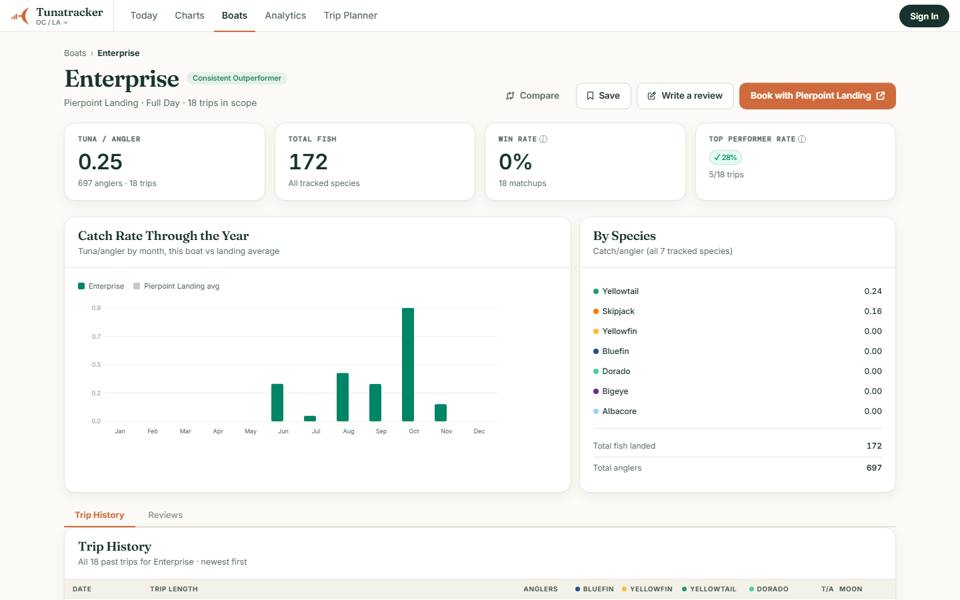 Tunatracker
OC / LA
Today
Charts
Boats
Analytics
Trip Planner
Sign In
Boats › Enterprise
Enterprise
Consistent Outperformer
Pierpoint Landing · Full Day · 18 trips in scope
Compare
Save
Write a review
Book with Pierpoint Landing
TUNA / ANGLER
0.25
697 anglers · 18 trips
TOTAL FISH
172
All tracked species
WIN RATE
0%
18 matchups
TOP PERFORMER RATE
✓ 28%
5/18 trips
Catch Rate Through the Year
Tuna/angler by month, this boat vs landing average
Enterprise
Pierpoint Landing avg
0.9
0.7
0.5
0.2
0.0
Jan Feb Mar Apr May Jun Jul Aug Sep Oct Nov Dec
By Species
Catch/angler (all 7 tracked species)
Yellowtail 0.24
Skipjack 0.16
Yellowfin 0.00
Bluefin 0.00
Dorado 0.00
Bigeye 0.00
Albacore 0.00
Total fish landed 172
Total anglers 697
Trip History
Reviews
Trip History
All 18 past trips for Enterprise · newest first
DATE TRIP LENGTH ANGLERS BLUEFIN YELLOWFIN YELLOWTAIL DORADO T/A MOON